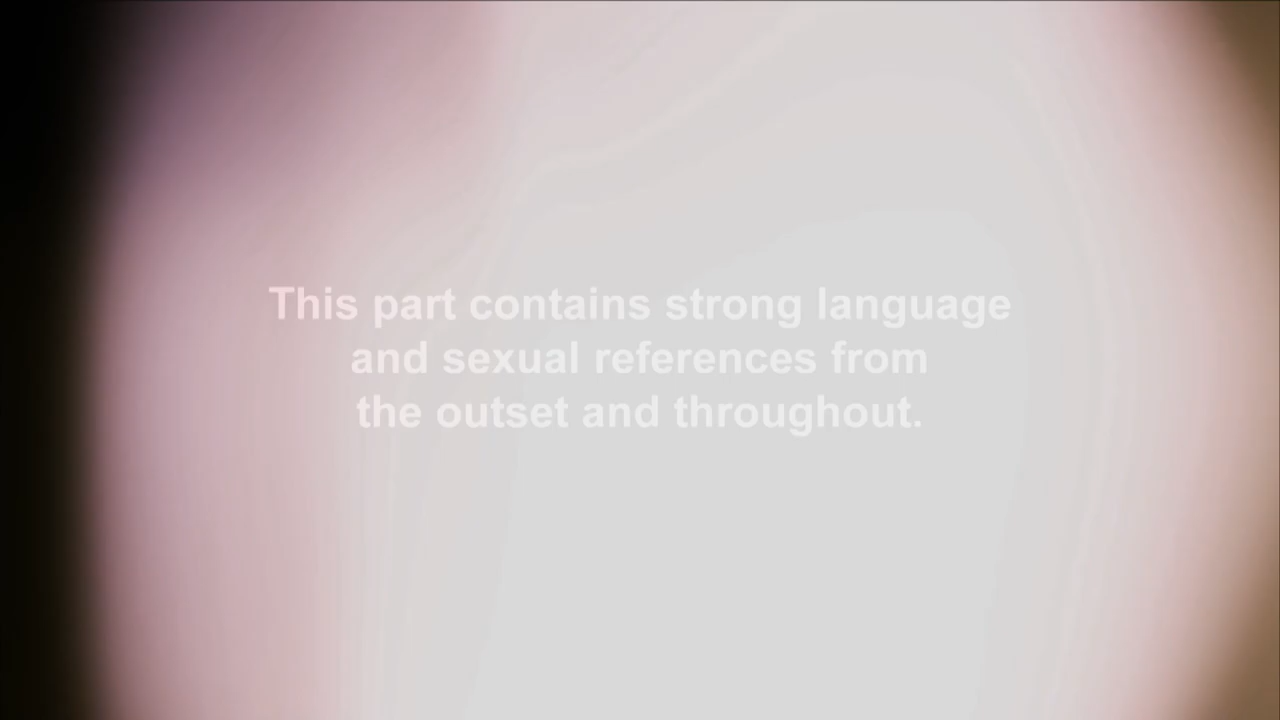 This part contains strong language
and sexual references from
the outset and throughout.